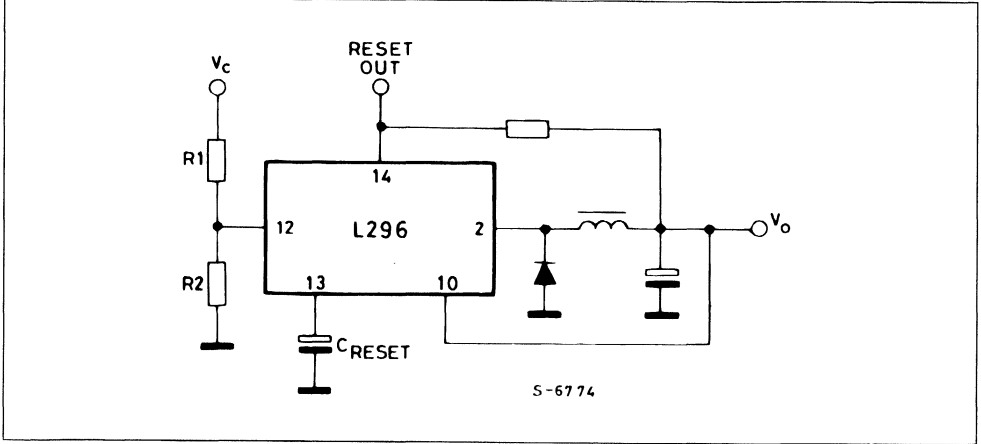 RESET
OUT
Vc
R1
14
12
L296
2
Vo
R2
13
10
CRESET
S-6774